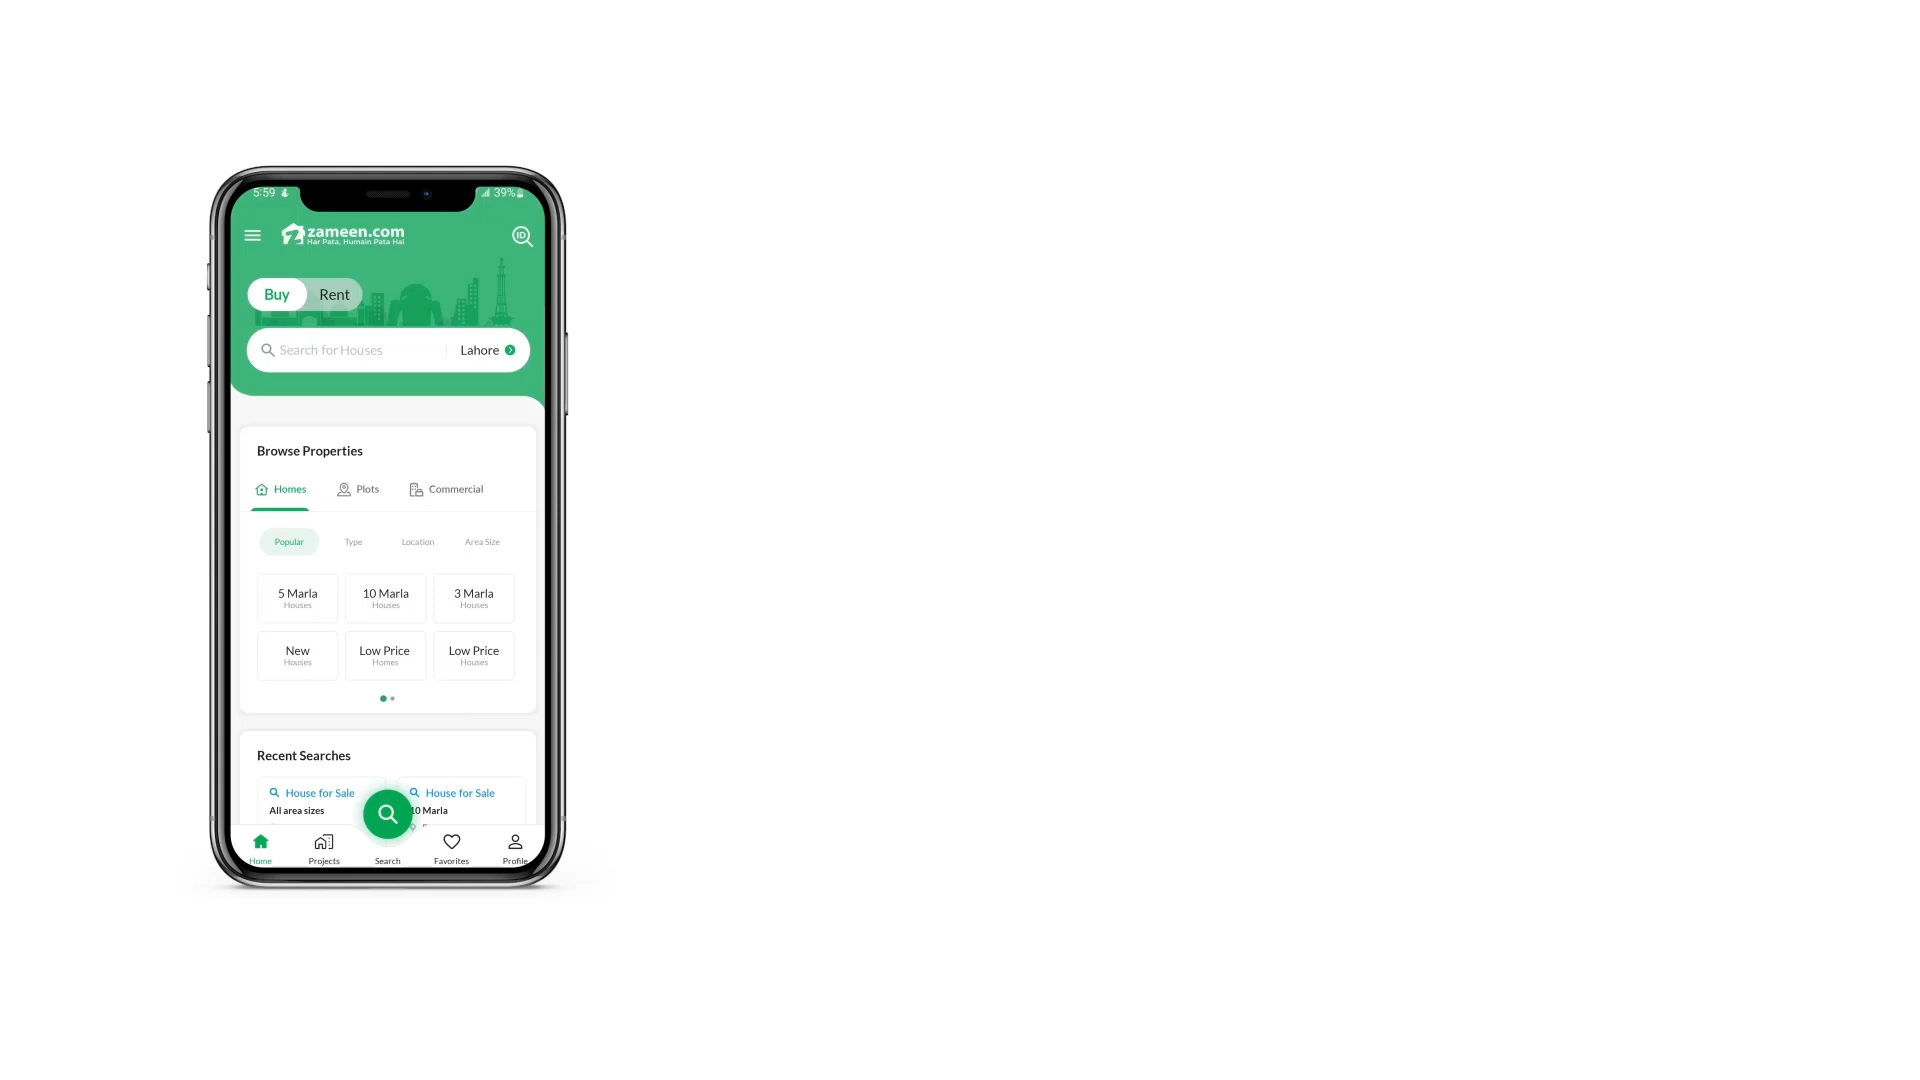 5:59
39%
zameen.com
Har Pata, Humain Pata Hai
ID
Buy Rent
Search for Houses Lahore
Browse Properties
Homes Plots Commercial
Popular Type Location Area Size
5 Marla 10 Marla 3 Marla
Houses Houses Houses
New Low Price Low Price
Houses Homes Houses
Recent Searches
House for Sale House for Sale
All area sizes 10 Marla
Home Projects Search Favorites Profile